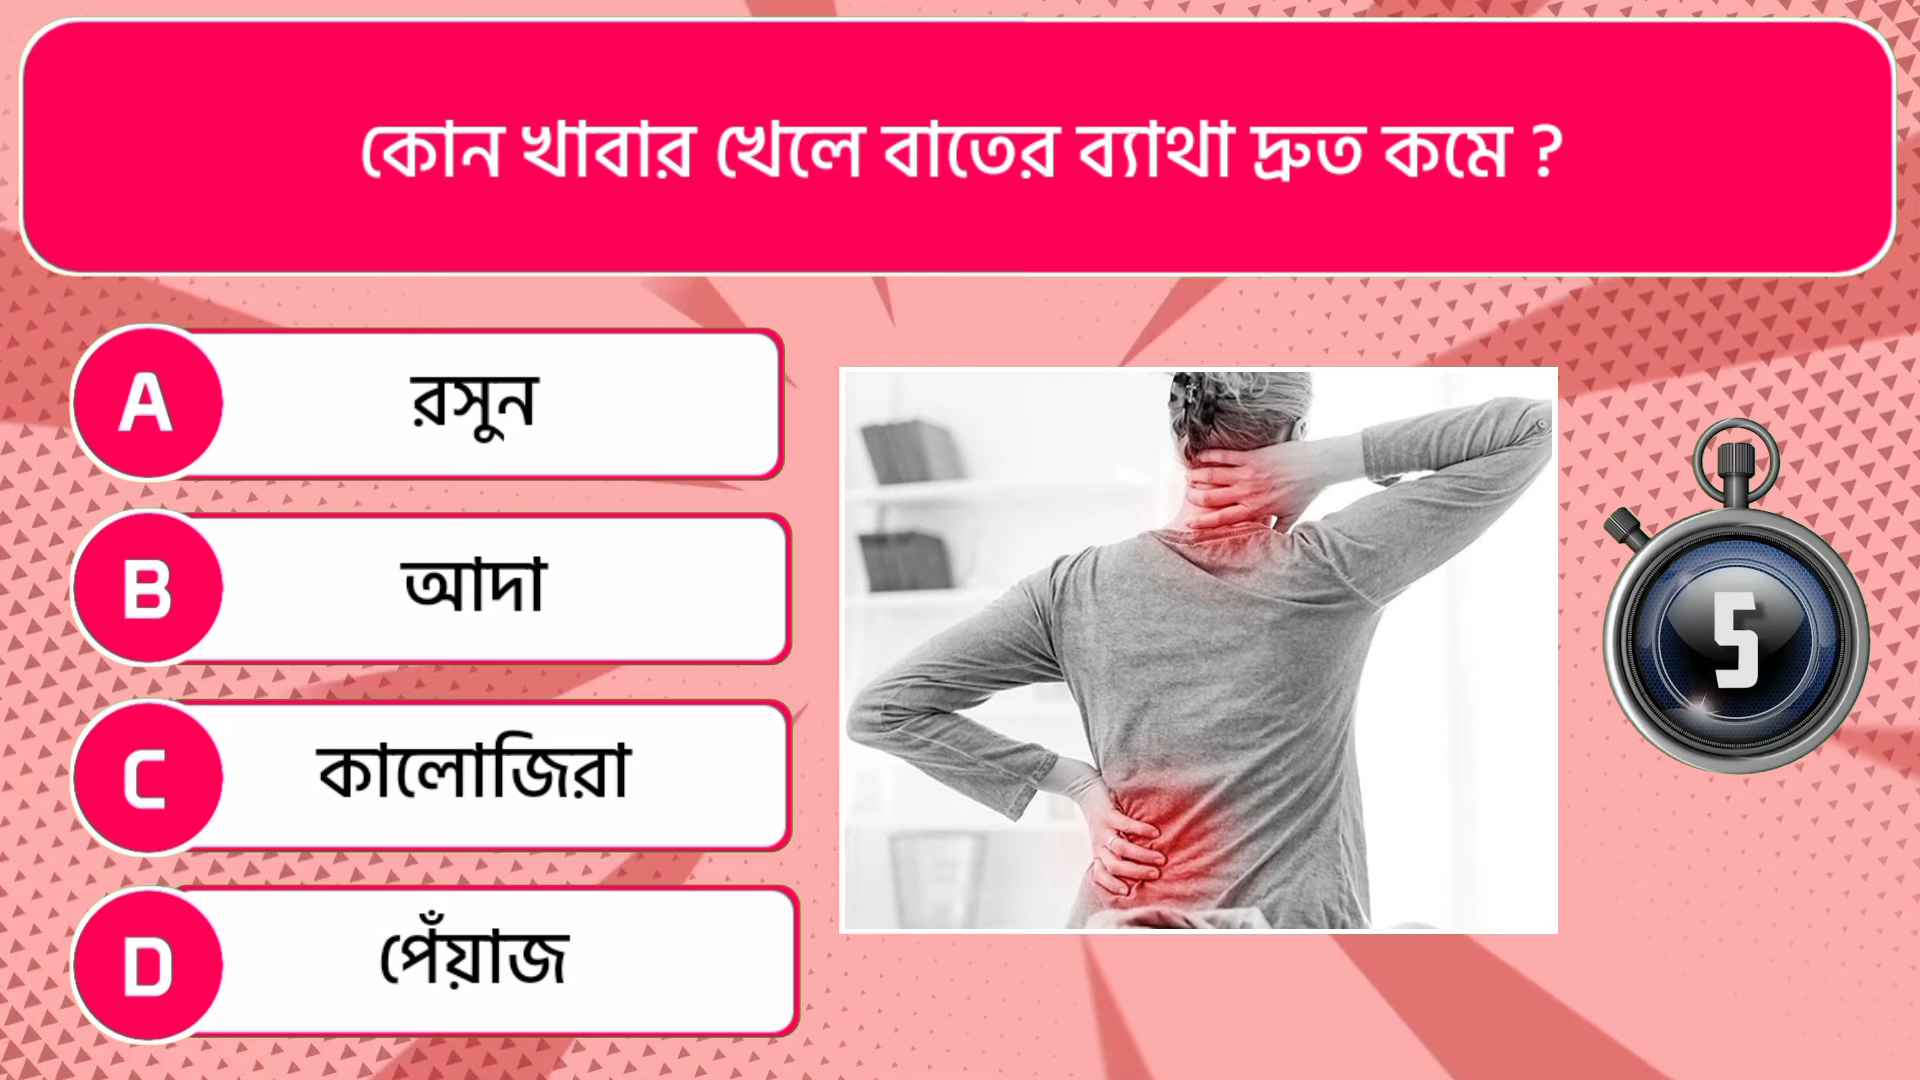 কোন খাবার খেলে বাতের ব্যাথা দ্রুত কমে ?
A রসুন
B আদা
C কালোজিরা
D পেঁয়াজ
5